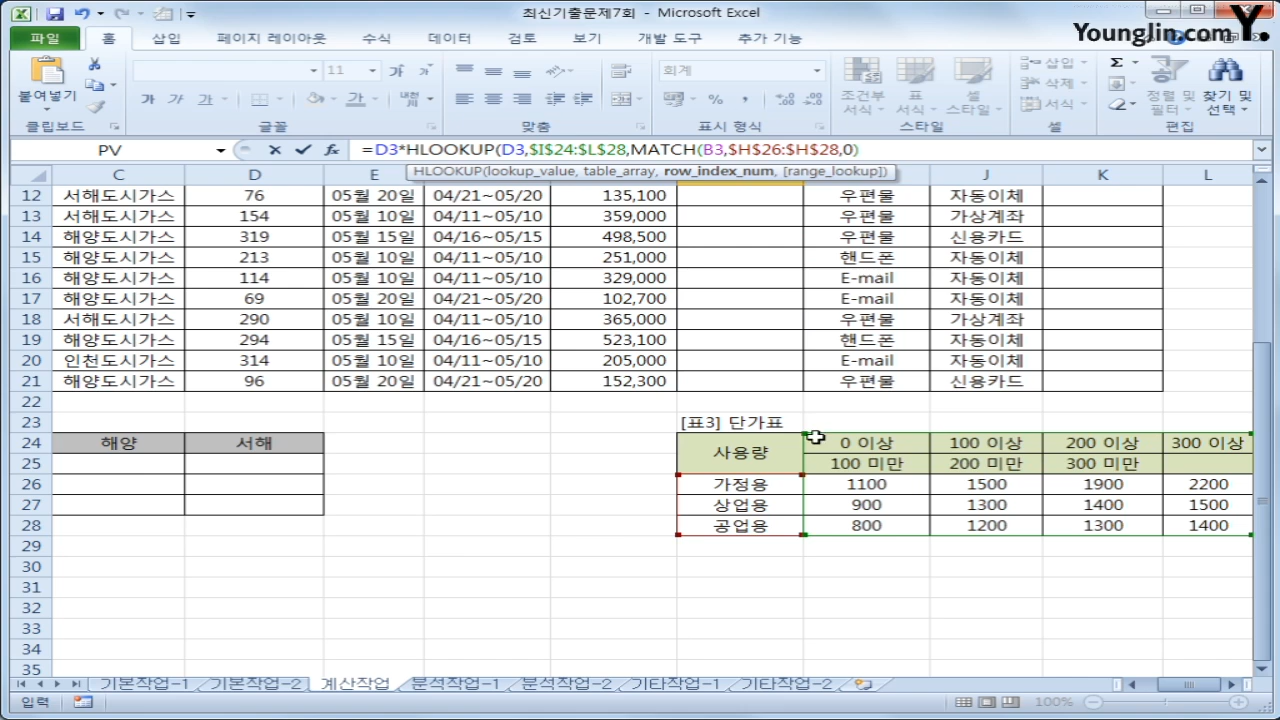 최신기출문제7회 - Microsoft Excel
YoungJin.com Y.
파일 홈 삽입 페이지 레이아웃 수식 데이터 검토 보기 개발 도구 추가 기능
붙여넣기 11 가 가 가 가 가 가 내천 회계 % , 조건부 서식 표 서식 셀 스타일 삽입 삭제 서식 Σ 정렬 및 필터 찾기 및 선택
클립보드 글꼴 맞춤 표시 형식 스타일 셀 편집
PV fx =D3*HLOOKUP(D3,$I$24:$L$28,MATCH(B3,$H$26:$H$28,0)
HLOOKUP(lookup_value, table_array, row_index_num, [range_lookup])
C D E J K L
12 서해도시가스 76 05월 20일 04/21~05/20 135,100 우편물 자동이체
13 서해도시가스 154 05월 10일 04/11~05/10 359,000 우편물 가상계좌
14 해양도시가스 319 05월 15일 04/16~05/15 498,500 우편물 신용카드
15 해양도시가스 213 05월 10일 04/11~05/10 251,000 핸드폰 자동이체
16 해양도시가스 114 05월 10일 04/11~05/10 329,000 E-mail 자동이체
17 해양도시가스 69 05월 20일 04/21~05/20 102,700 E-mail 자동이체
18 서해도시가스 290 05월 10일 04/11~05/10 365,000 우편물 가상계좌
19 해양도시가스 294 05월 15일 04/16~05/15 523,100 핸드폰 자동이체
20 인천도시가스 314 05월 10일 04/11~05/10 205,000 E-mail 자동이체
21 해양도시가스 96 05월 20일 04/21~05/20 152,300 우편물 신용카드
22
23 [표3] 단가표
24 해양 서해 사용량 0 이상 100 이상 200 이상 300 이상
25 100 미만 200 미만 300 미만
26 가정용 1100 1500 1900 2200
27 상업용 900 1300 1400 1500
28 공업용 800 1200 1300 1400
29
30
31
32
33
34
35
기본작업-1 기본작업-2 계산작업 분석작업-1 분석작업-2 기타작업-1 기타작업-2
입력 100%